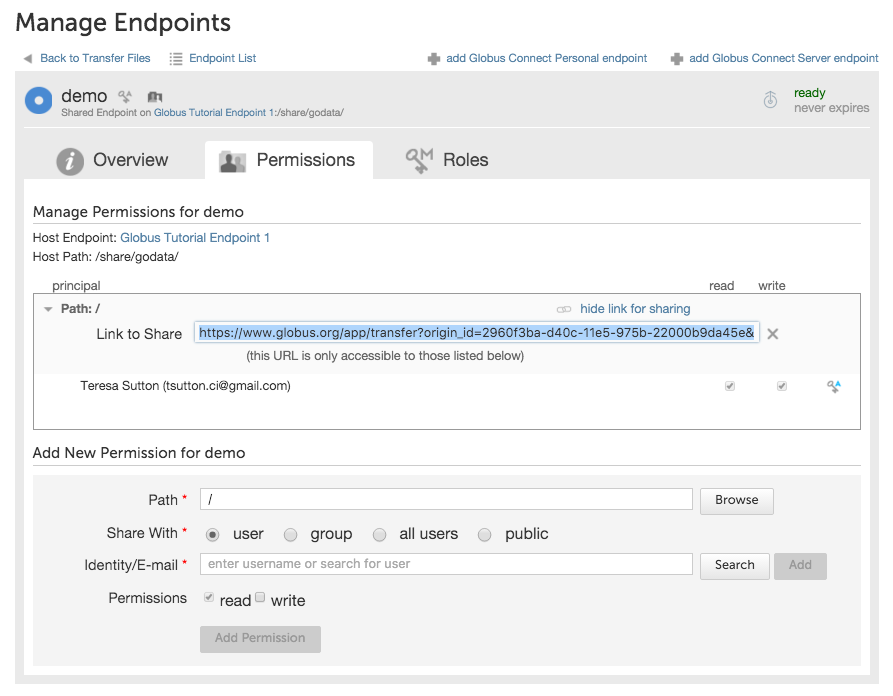 Manage Endpoints
Back to Transfer Files Endpoint List add Globus Connect Personal endpoint add Globus Connect Server endpoint
demo ready
Shared Endpoint on Globus Tutorial Endpoint 1:/share/godata/ never expires
Overview Permissions Roles
Manage Permissions for demo
Host Endpoint: Globus Tutorial Endpoint 1
Host Path: /share/godata/
principal read write
Path: / hide link for sharing
Link to Share https://www.globus.org/app/transfer?origin_id=2960f3ba-d40c-11e5-975b-22000b9da45e&
(this URL is only accessible to those listed below)
Teresa Sutton (tsutton.ci@gmail.com)
Add New Permission for demo
Path * / Browse
Share With * user group all users public
Identity/E-mail * enter username or search for user Search Add
Permissions read write
Add Permission